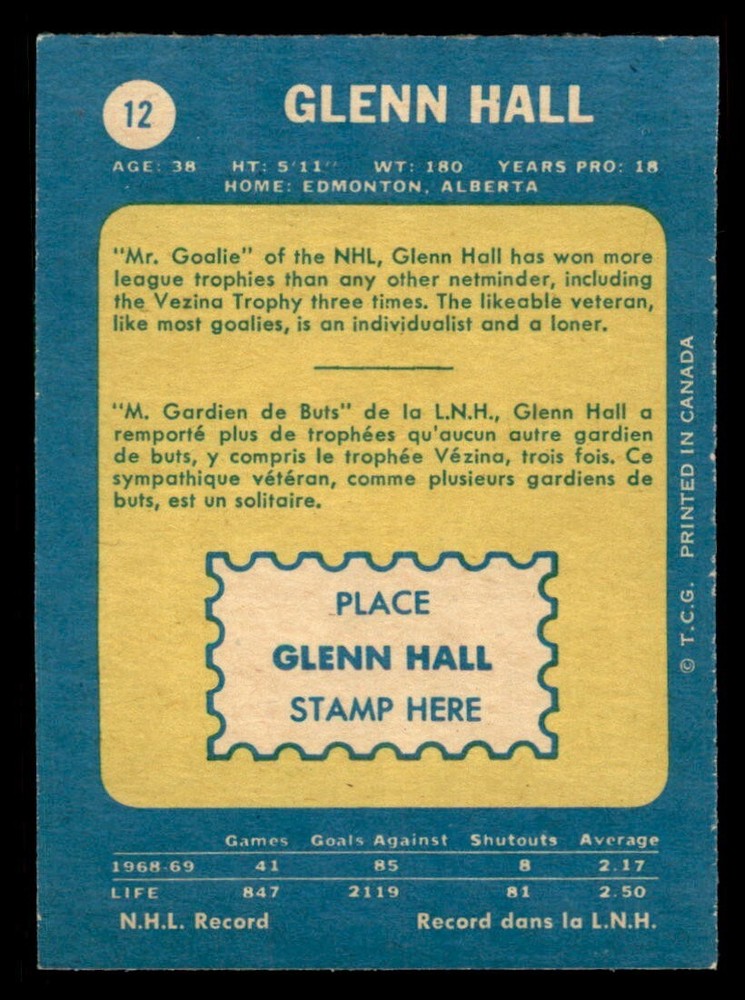 12
GLENN HALL
AGE: 38 HT: 5'11" WT: 180 YEARS PRO: 18
HOME: EDMONTON, ALBERTA
"Mr. Goalie" of the NHL, Glenn Hall has won more
league trophies than any other netminder, including
the Vezina Trophy three times. The likeable veteran,
like most goalies, is an individualist and a loner.
"M. Gardien de Buts" de la L.N.H., Glenn Hall a
remporté plus de trophées qu'aucun autre gardien
de buts, y compris le trophée Vézina, trois fois. Ce
sympathique vétéran, comme plusieurs gardiens de
buts, est un solitaire.
PLACE
GLENN HALL
STAMP HERE
© T.C.G. PRINTED IN CANADA
Games Goals Against Shutouts Average
1968-69 41 85 8 2.17
LIFE 847 2119 81 2.50
N.H.L. Record Record dans la L.N.H.